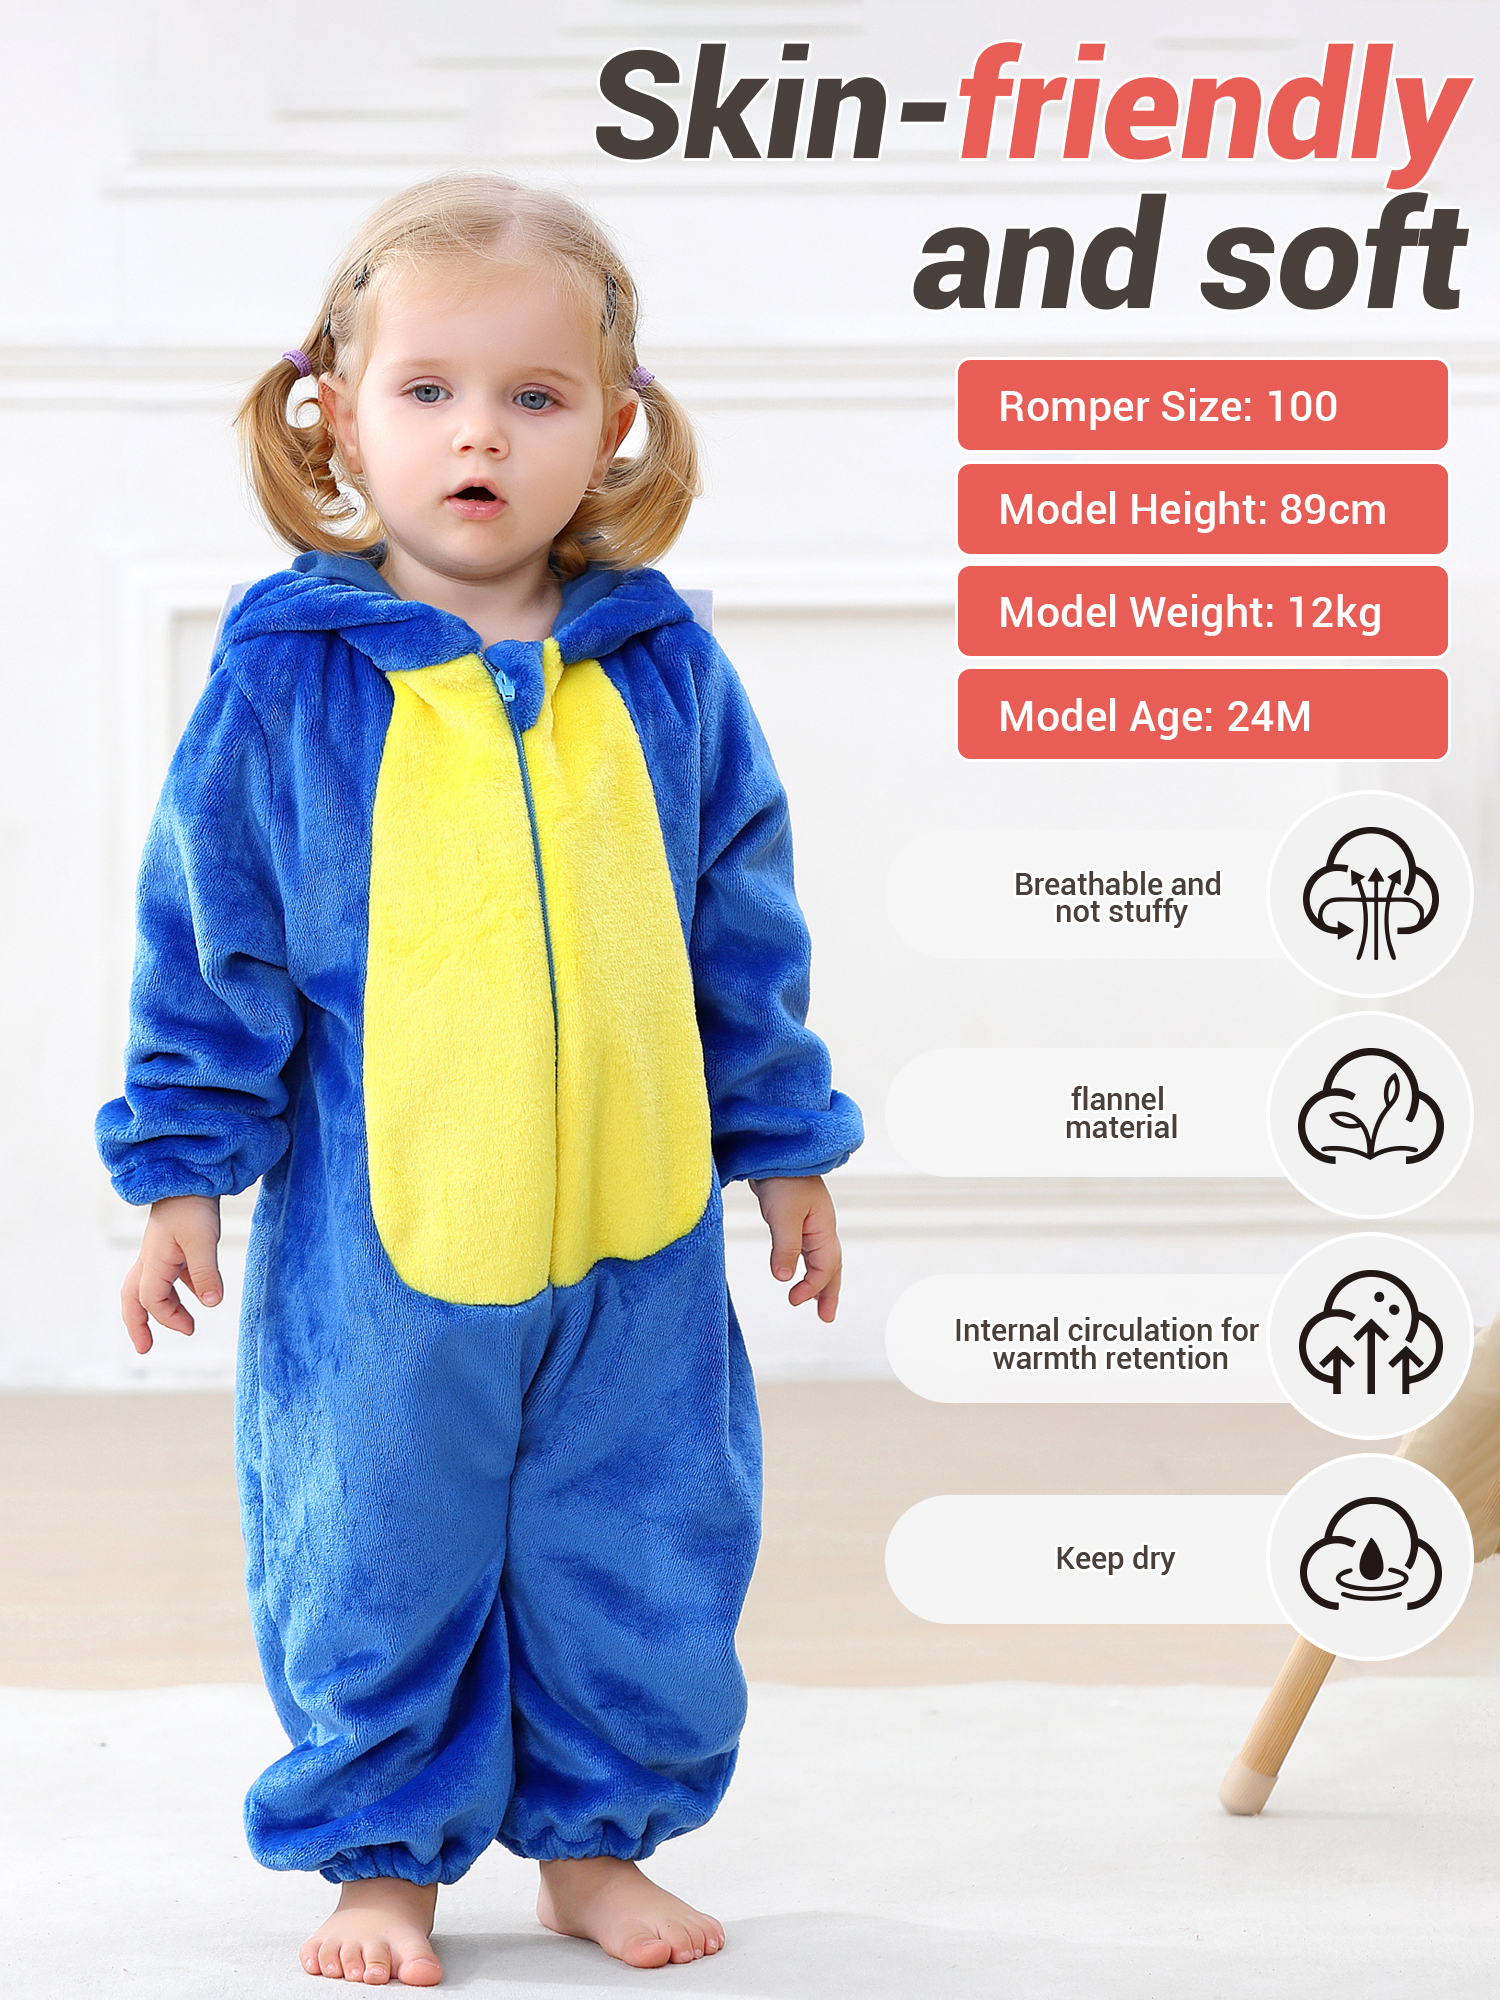 Skin-friendly
and soft
Romper Size: 100
Model Height: 89cm
Model Weight: 12kg
Model Age: 24M
Breathable and
not stuffy
flannel
material
Internal circulation for
warmth retention
Keep dry